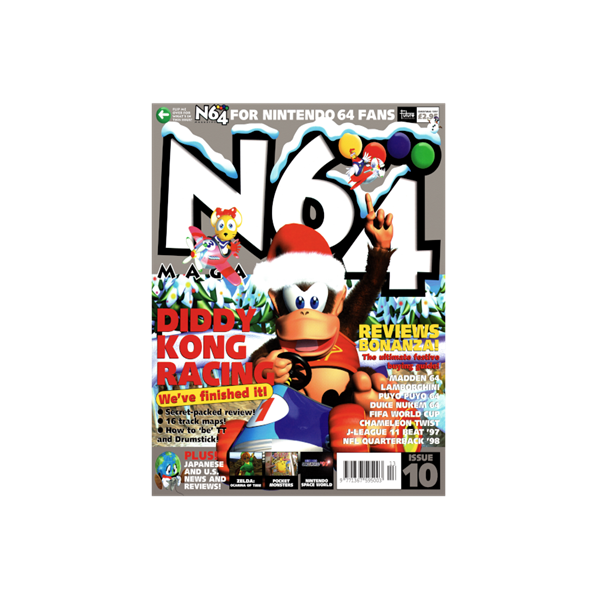 N64 FOR NINTENDO 64 FANS
N64
MAGA
DIDDY
KONG
RACING
We've finished it!
• Secret-packed review!
• 16 track maps!
• How to 'be' TT
and Drumstick!
REVIEWS
BONANZA!
The ultimate festive
buying guide!
MADDEN 64
LAMBORGHINI
PUYO PUYO 64
DUKE NUKEM 64
FIFA WORLD CUP
CHAMELEON TWIST
J-LEAGUE 11 BEAT '97
NFL QUARTERBACK '98
PLUS!
JAPANESE
AND U.S.
NEWS AND
REVIEWS!
ZELDA:
OCARINA OF TIME
POCKET
MONSTERS
NINTENDO
SPACE WORLD
ISSUE
10